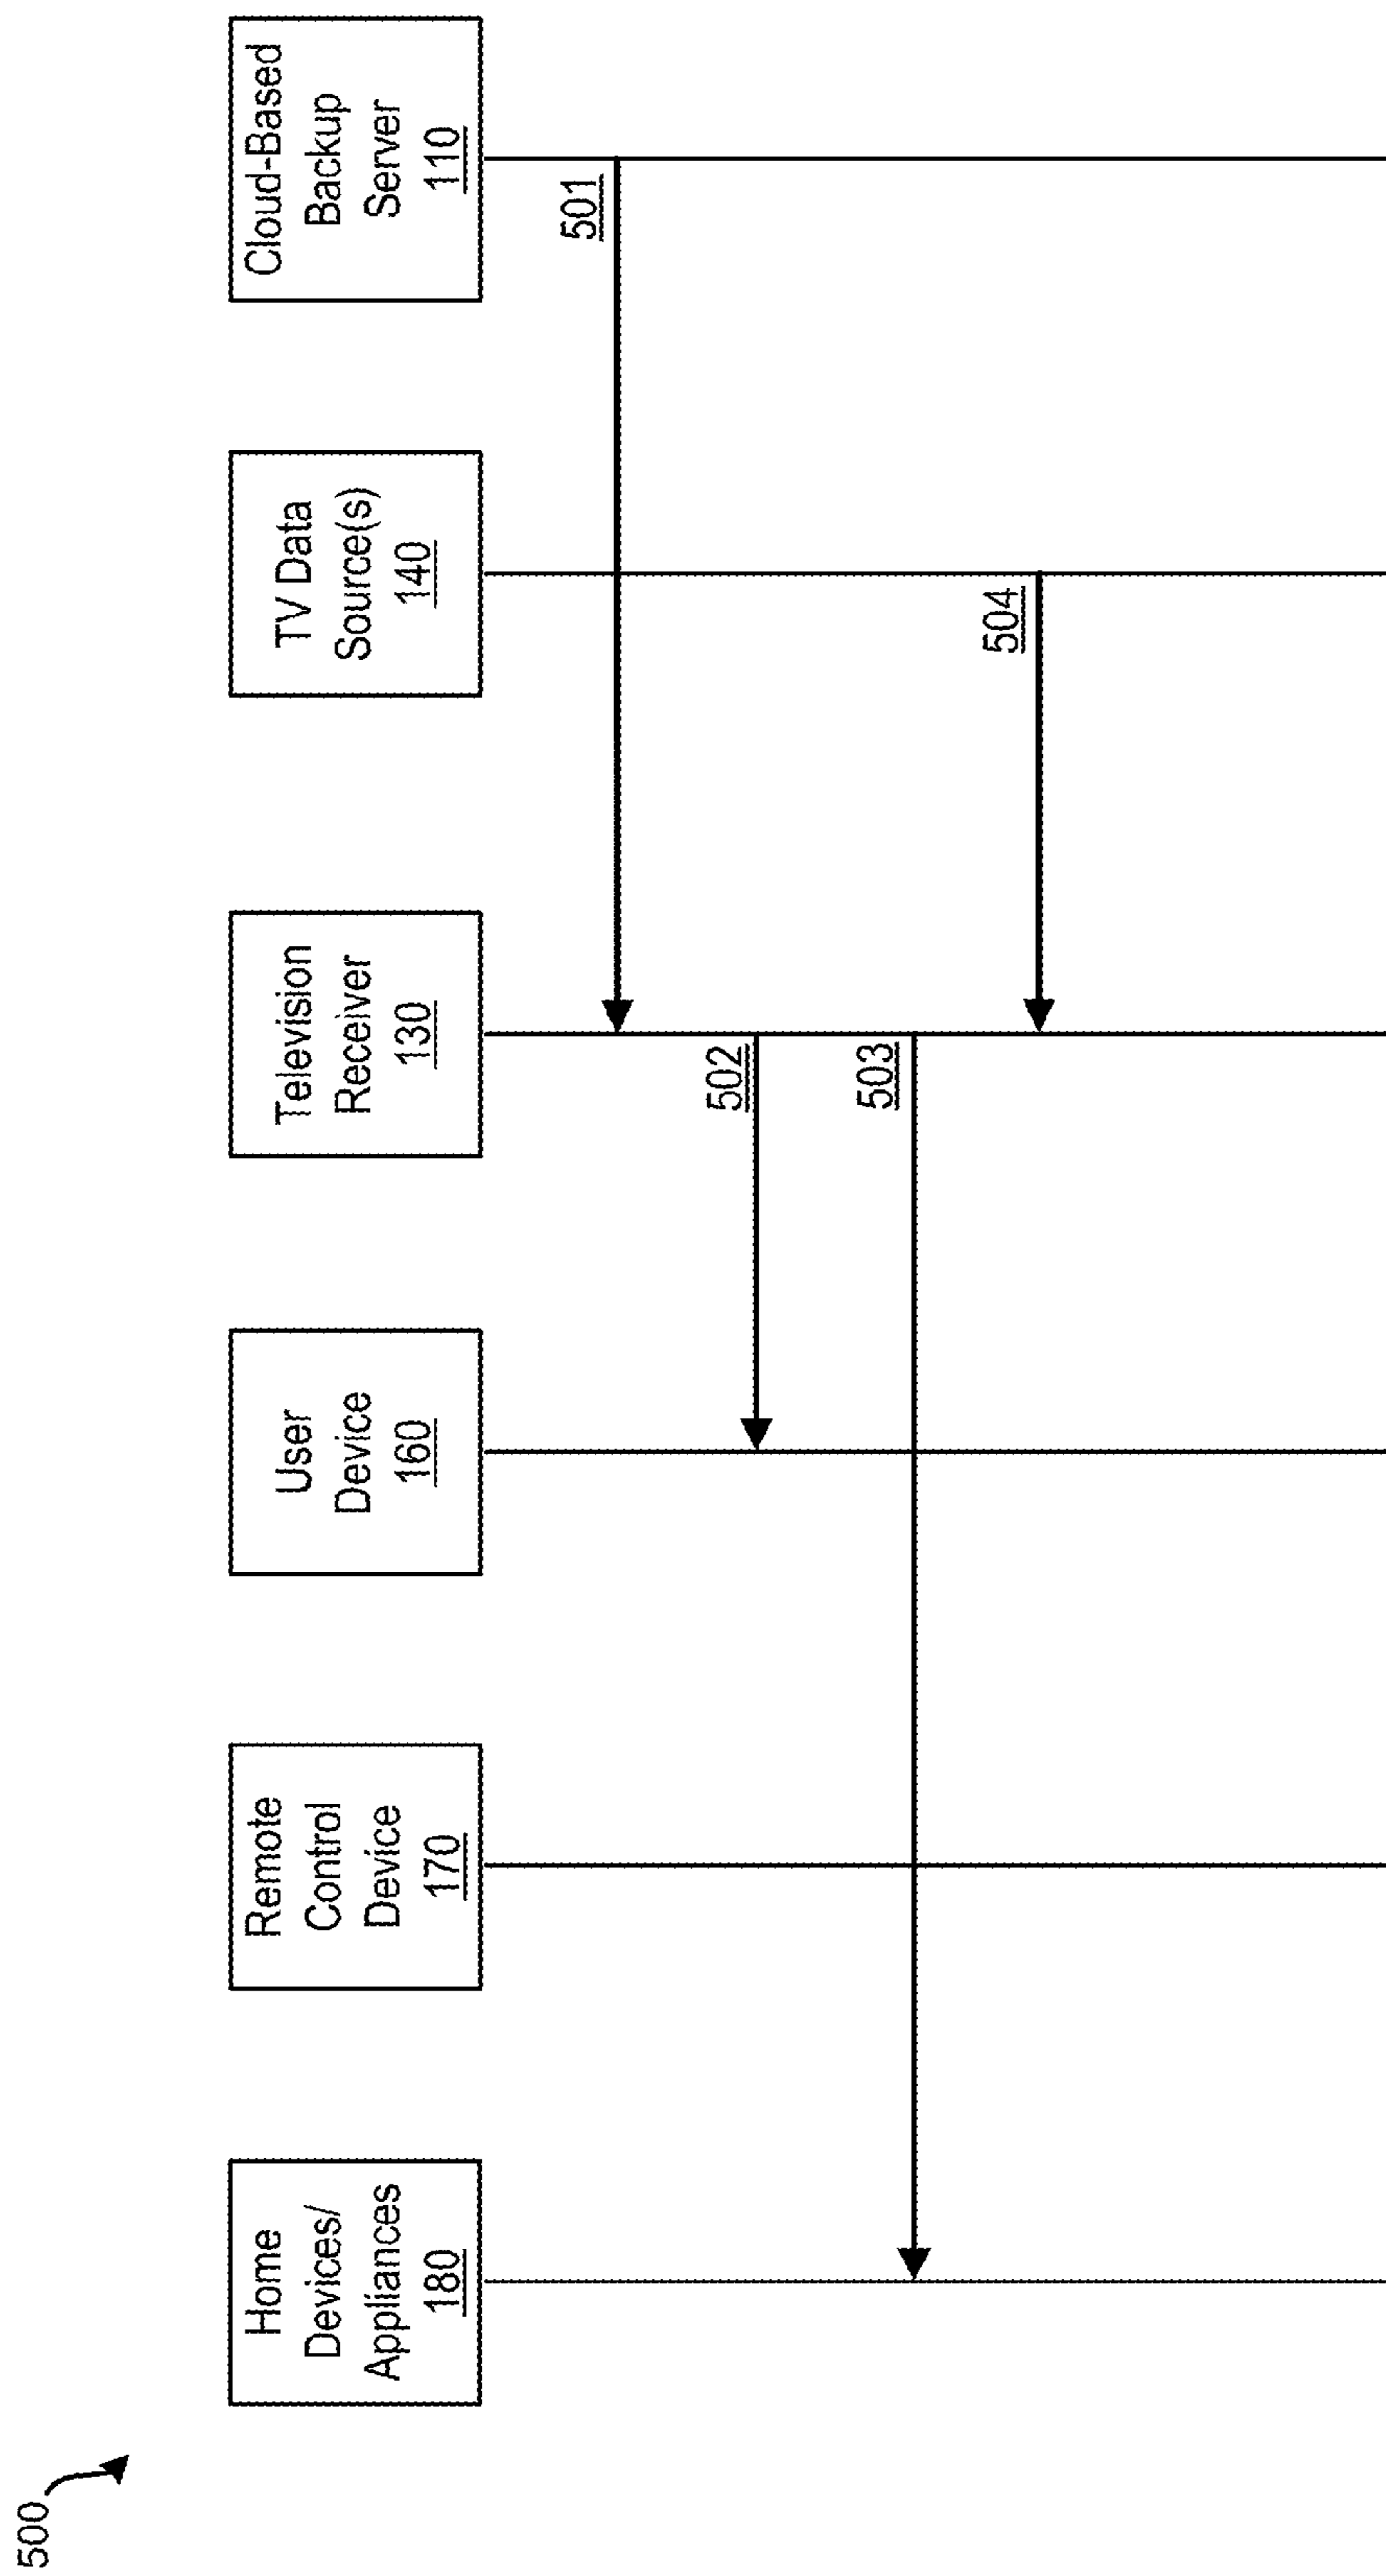 500
Home
Devices/
Appliances
180
Remote
Control
Device
170
User
Device
160
Television
Receiver
130
TV Data
Source(s)
140
Cloud-Based
Backup
Server
110
501
502
503
504